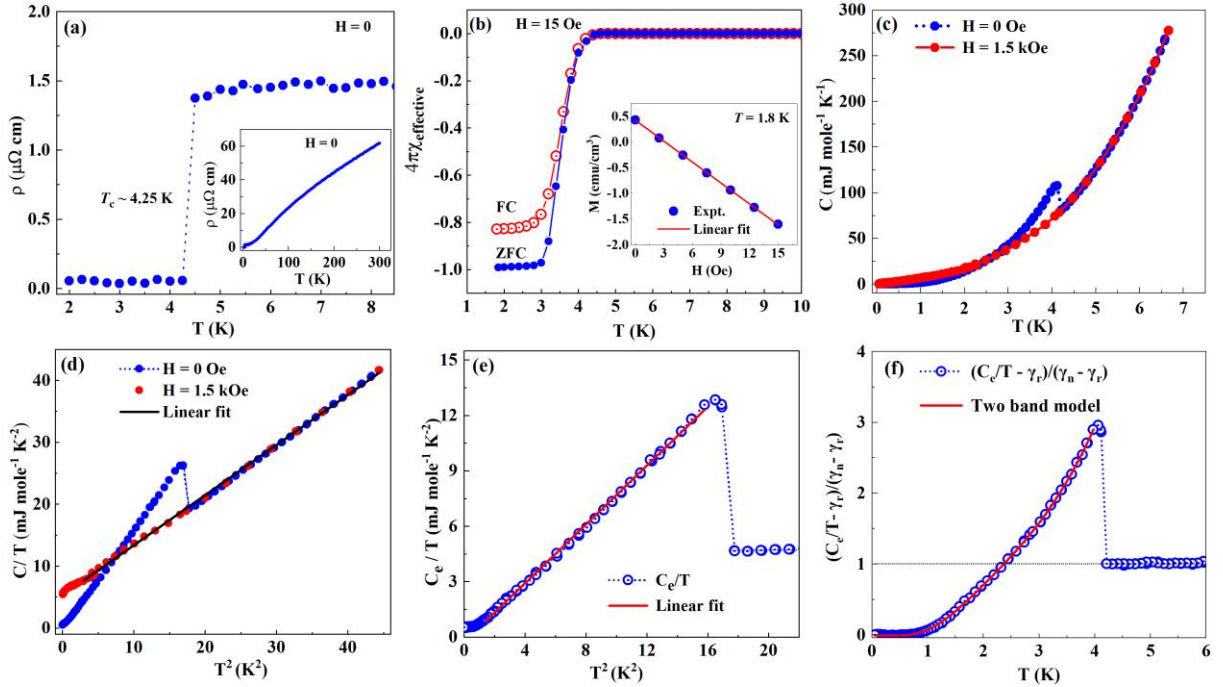 (a)
H = 0
ρ (μΩ cm)
2.0
1.5
1.0
0.5
0.0
T_c ~ 4.25 K
H = 0
ρ (μΩ cm)
60
40
20
0
0 100 200 300
T (K)
2 3 4 5 6 7 8
T (K)
(b)
H = 15 Oe
4πχ_effective
0.0
-0.2
-0.4
-0.6
-0.8
-1.0
T = 1.8 K
M (emu/cm³)
1.0
0.5
0.0
-0.5
-1.0
-1.5
-2.0
Expt.
Linear fit
0 3 6 9 12 15
H (Oe)
FC
ZFC
1 2 3 4 5 6 7 8 9 10
T (K)
(c)
H = 0 Oe
H = 1.5 kOe
C (mJ mole⁻¹ K⁻¹)
300
250
200
150
100
50
0
0 1 2 3 4 5 6 7
T (K)
(d)
H = 0 Oe
H = 1.5 kOe
Linear fit
C/T (mJ mole⁻¹ K⁻²)
40
30
20
10
0
0 10 20 30 40
T² (K²)
(e)
C_e / T (mJ mole⁻¹ K⁻²)
15
12
9
6
3
0
C_e/T
Linear fit
0 4 8 12 16 20
T² (K²)
(f)
(C_e/T - γ_r)/(γ_n - γ_r)
Two band model
(C_e/T- γ_r)/(γ_n- γ_r)
4
3
2
1
0
0 1 2 3 4 5 6
T (K)